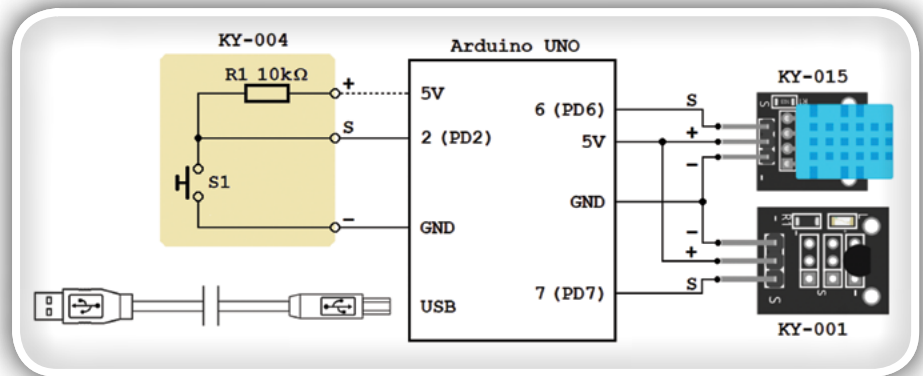 KY-004
R1 10kΩ
+
S
S1
−
Arduino UNO
5V
2 (PD2)
GND
USB
6 (PD6)
5V
GND
7 (PD7)
KY-015
S
+
−
S
-
−
+
S
R1
L
S
-
S
KY-001